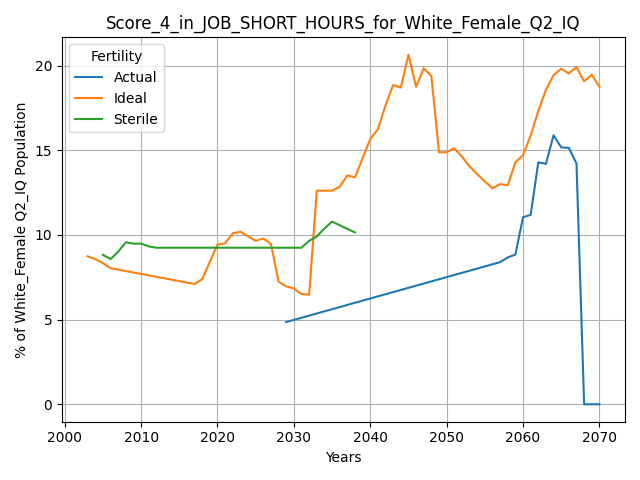 Score_4_in_JOB_SHORT_HOURS_for_White_Female_Q2_IQ
Fertility
Actual
Ideal
Sterile
% of White_Female Q2_IQ Population
20
15
10
5
0
2000 2010 2020 2030 2040 2050 2060 2070
Years